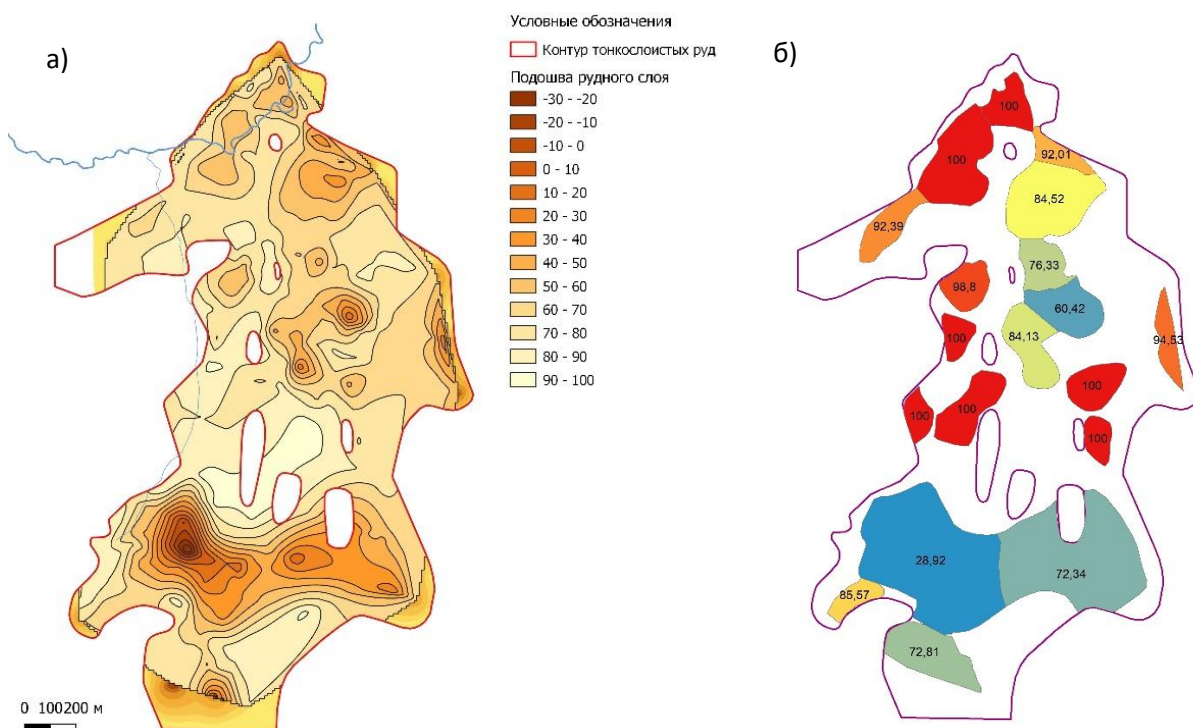 а)
Условные обозначения
Контур тонкослоистых руд
Подошва рудного слоя
-30 - -20
-20 - -10
-10 - 0
0 - 10
10 - 20
20 - 30
30 - 40
40 - 50
50 - 60
60 - 70
70 - 80
80 - 90
90 - 100
0 100200 м
б)
100
100
92,01
84,52
92,39
76,33
98,8
60,42
84,13
94,53
100
100
100
100
100
28,92
72,34
85,57
72,81